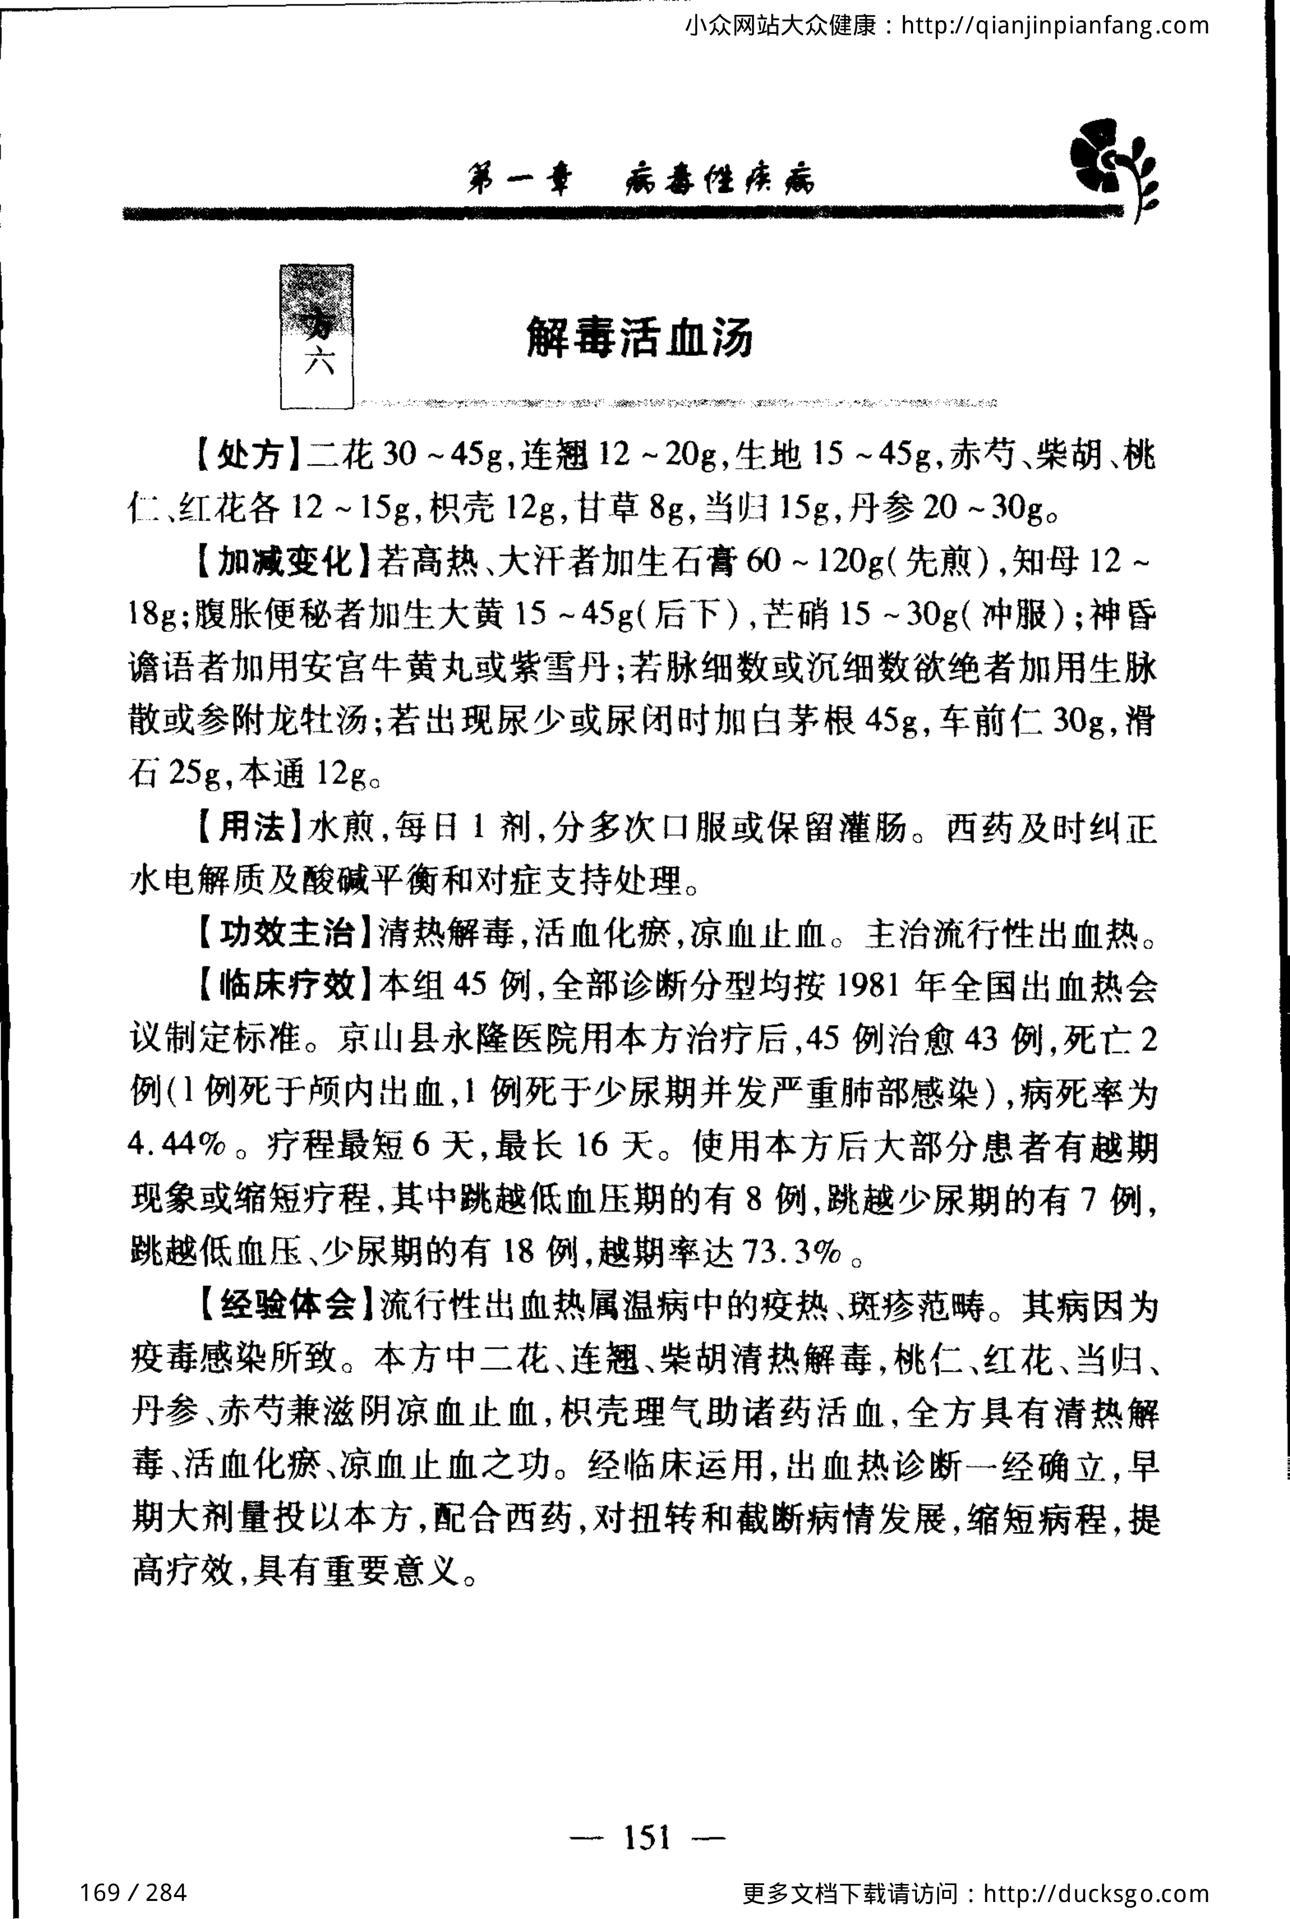 小众网站大众健康：http://qianjinpianfang.com
第一章 病毒性疾病
方六
解毒活血汤
【处方】二花 30～45g,连翘 12～20g,生地 15～45g,赤芍、柴胡、桃
仁、红花各 12～15g,枳壳 12g,甘草 8g,当归 15g,丹参 20～30g。
【加减变化】若高热、大汗者加生石膏 60～120g(先煎),知母 12～
18g;腹胀便秘者加生大黄 15～45g(后下),芒硝 15～30g(冲服);神昏
谵语者加用安宫牛黄丸或紫雪丹;若脉细数或沉细数欲绝者加用生脉
散或参附龙牡汤;若出现尿少或尿闭时加白茅根 45g,车前仁 30g,滑
石 25g,本通 12g。
【用法】水煎,每日 1 剂,分多次口服或保留灌肠。西药及时纠正
水电解质及酸碱平衡和对症支持处理。
【功效主治】清热解毒,活血化瘀,凉血止血。主治流行性出血热。
【临床疗效】本组 45 例,全部诊断分型均按 1981 年全国出血热会
议制定标准。京山县永隆医院用本方治疗后,45 例治愈 43 例,死亡 2
例(1 例死于颅内出血,1 例死于少尿期并发严重肺部感染),病死率为
4.44%。疗程最短 6 天,最长 16 天。使用本方后大部分患者有越期
现象或缩短疗程,其中跳越低血压期的有 8 例,跳越少尿期的有 7 例,
跳越低血压、少尿期的有 18 例,越期率达 73.3%。
【经验体会】流行性出血热属温病中的疫热、斑疹范畴。其病因为
疫毒感染所致。本方中二花、连翘、柴胡清热解毒,桃仁、红花、当归、
丹参、赤芍兼滋阴凉血止血,枳壳理气助诸药活血,全方具有清热解
毒、活血化瘀、凉血止血之功。经临床运用,出血热诊断一经确立,早
期大剂量投以本方,配合西药,对扭转和截断病情发展,缩短病程,提
高疗效,具有重要意义。
— 151 —
169 / 284
更多文档下载请访问：http://ducksgo.com